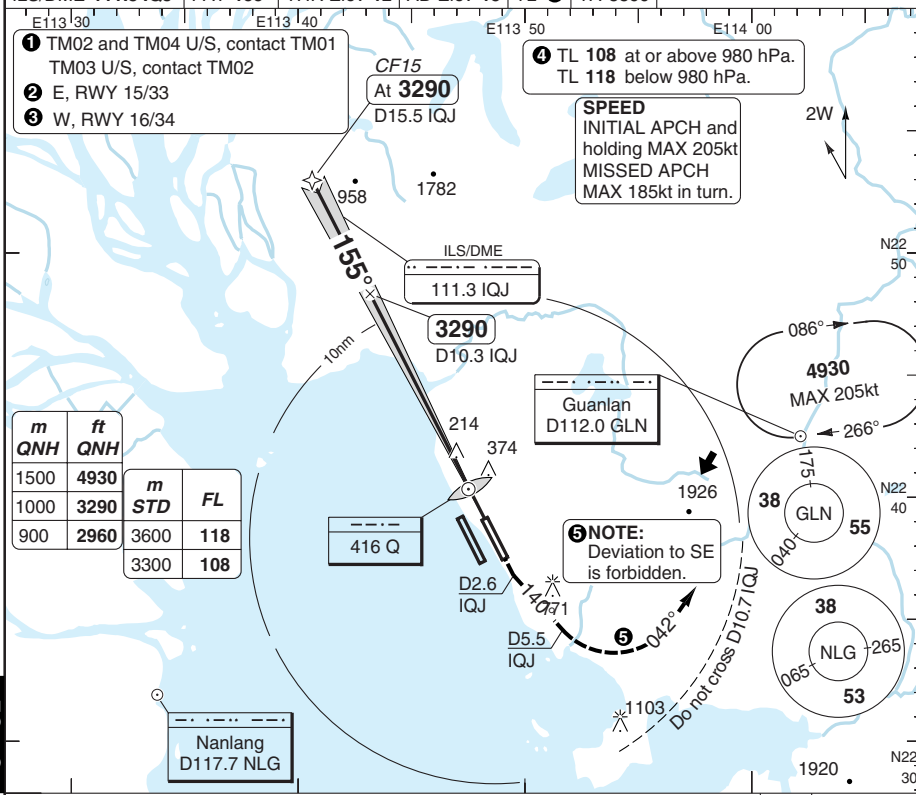 E113 30
E113 40
E113 50
E114 00
❶ TM02 and TM04 U/S, contact TM01
TM03 U/S, contact TM02
❷ E, RWY 15/33
❸ W, RWY 16/34
CF15
At 3290
D15.5 IQJ
❹ TL 108 at or above 980 hPa.
TL 118 below 980 hPa.
SPEED
INITIAL APCH and
holding MAX 205kt
MISSED APCH
MAX 185kt in turn.
2W
958
1782
155°
ILS/DME
111.3 IQJ
N22
50
3290
D10.3 IQJ
10nm
086°
4930
MAX 205kt
266°
Guanlan
D112.0 GLN
214
374
m QNH ft QNH
1500 4930
1000 3290
900 2960
m STD FL
3600 118
3300 108
175
38
GLN
55
040
N22
40
1926
416 Q
❺ NOTE:
Deviation to SE
is forbidden.
D2.6
IQJ
140°
771
D5.5
IQJ
❺
042°
Do not cross D10.7 IQJ
38
NLG
265
065
53
1103
Nanlang
D117.7 NLG
1920
N22
30